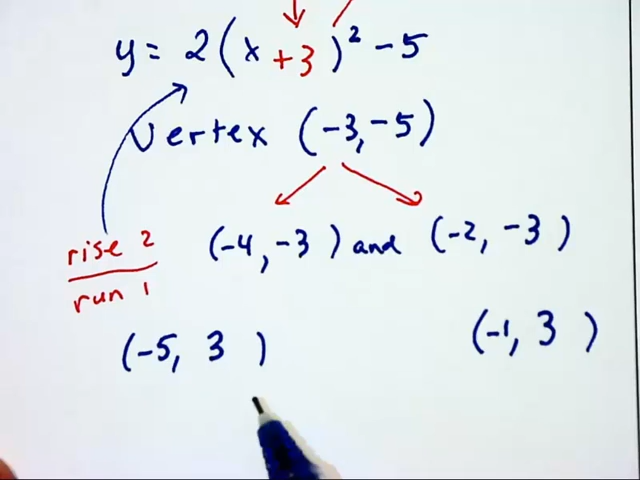 y = 2(x +3)² -5
Vertex (-3, -5)
rise 2 / run 1
(-4, -3) and (-2, -3)
(-5, 3) (-1, 3)